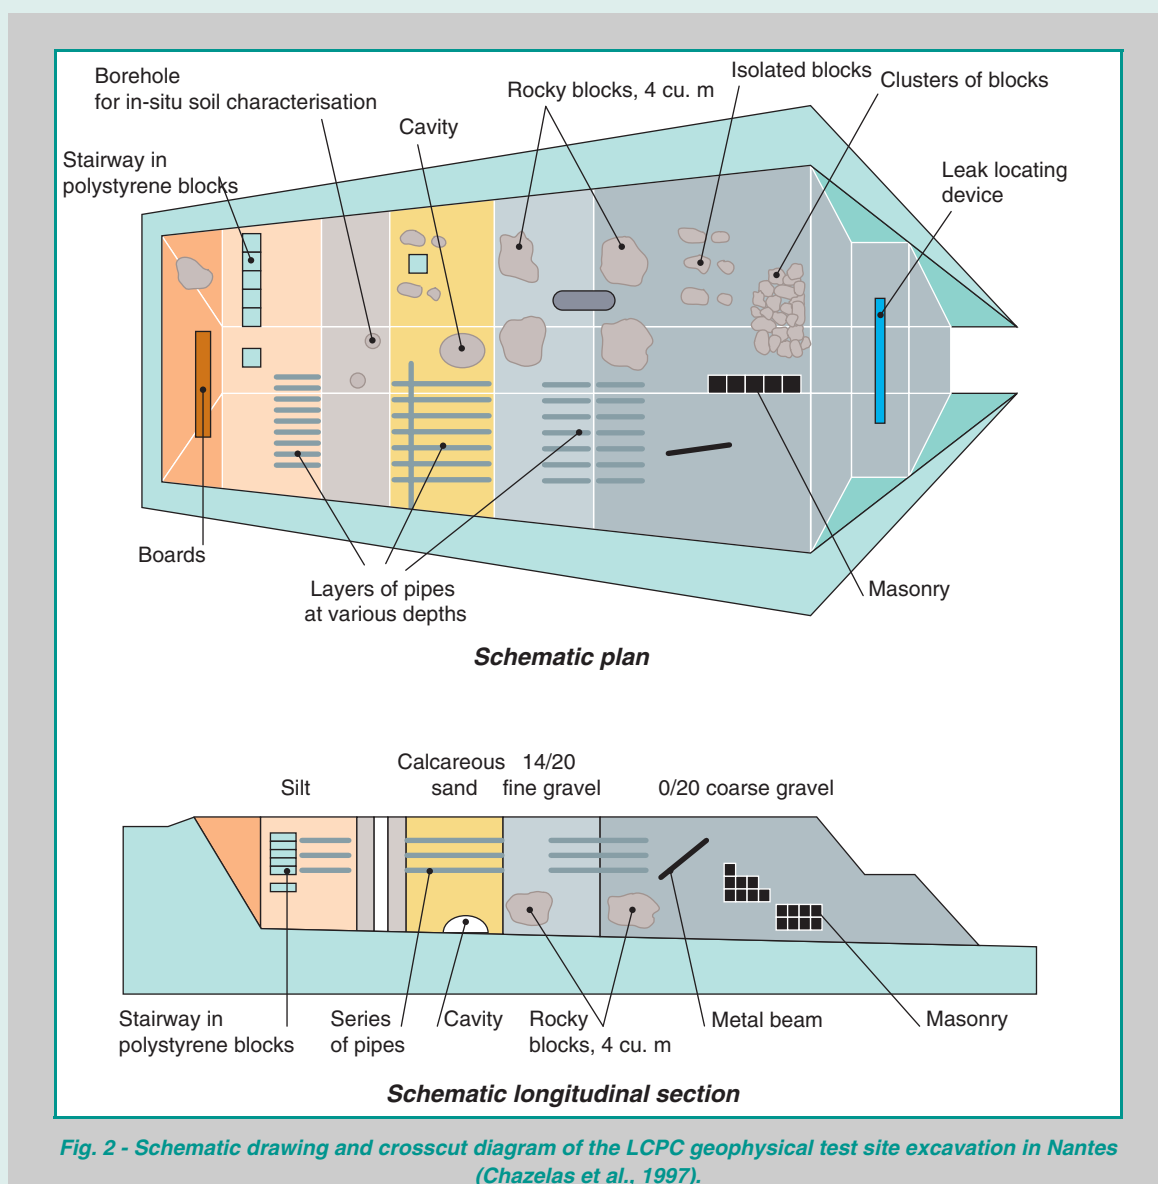 Borehole
for in-situ soil characterisation
Stairway in
polystyrene blocks
Cavity
Rocky blocks, 4 cu. m
Isolated blocks
Clusters of blocks
Leak locating
device
Boards
Layers of pipes
at various depths
Masonry
Schematic plan
Silt
Calcareous
sand
14/20
fine gravel
0/20 coarse gravel
Stairway in
polystyrene blocks
Series
of pipes
Cavity
Rocky
blocks, 4 cu. m
Metal beam
Masonry
Schematic longitudinal section
Fig. 2 - Schematic drawing and crosscut diagram of the LCPC geophysical test site excavation in Nantes
(Chazelas et al., 1997).